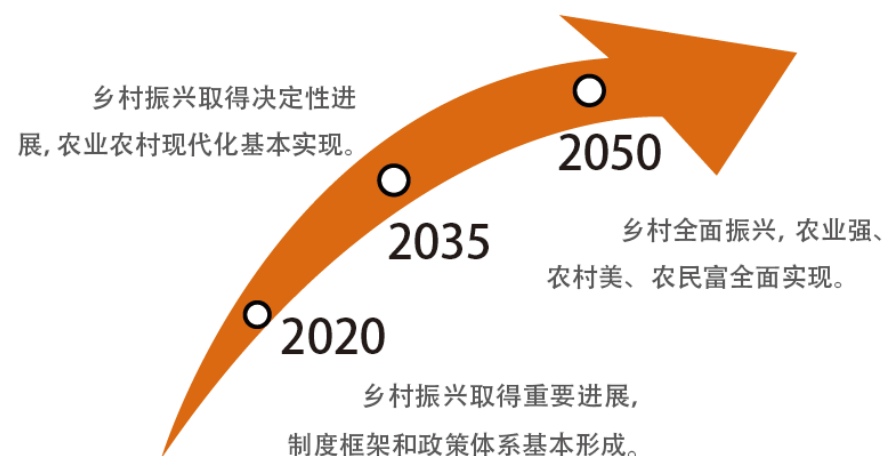 乡村振兴取得决定性进
展,农业农村现代化基本实现。
2050
2035
乡村全面振兴,农业强、
农村美、农民富全面实现。
2020
乡村振兴取得重要进展,
制度框架和政策体系基本形成。